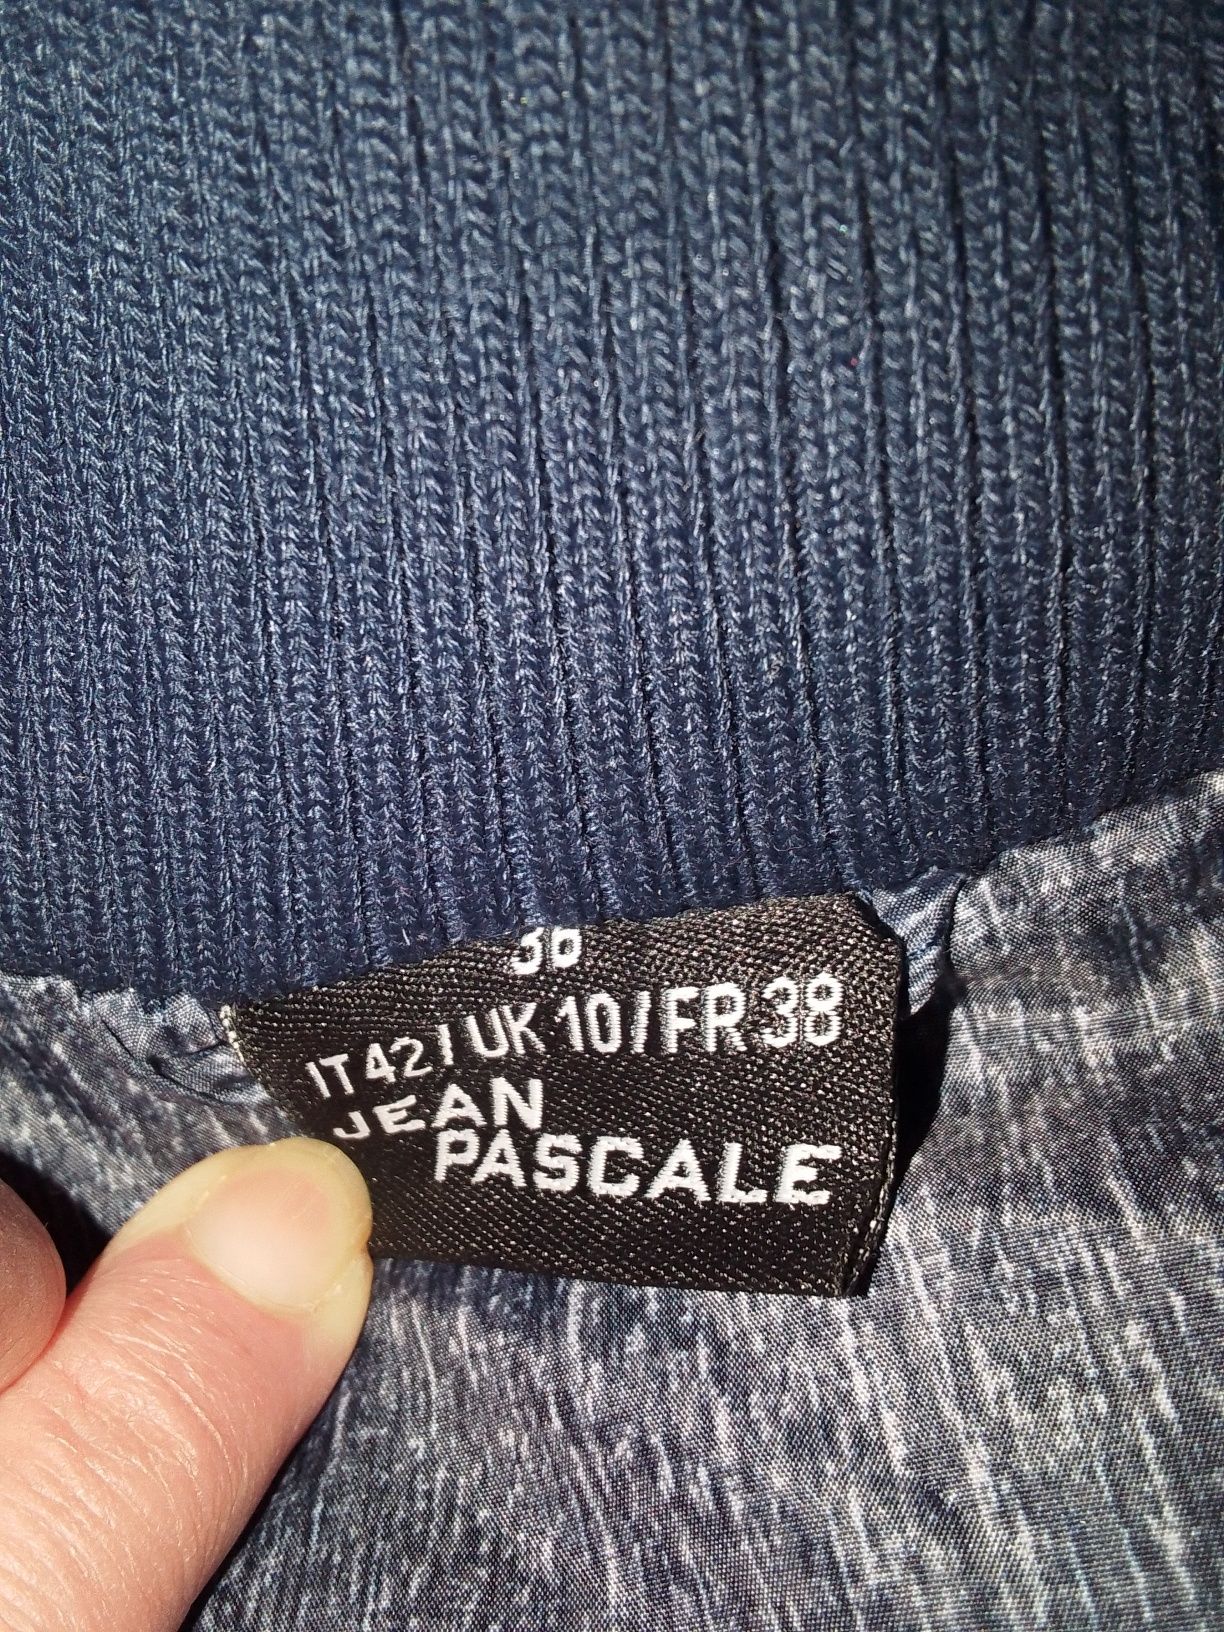 36
IT 42 / UK 10 / FR 38
JEAN
PASCALE